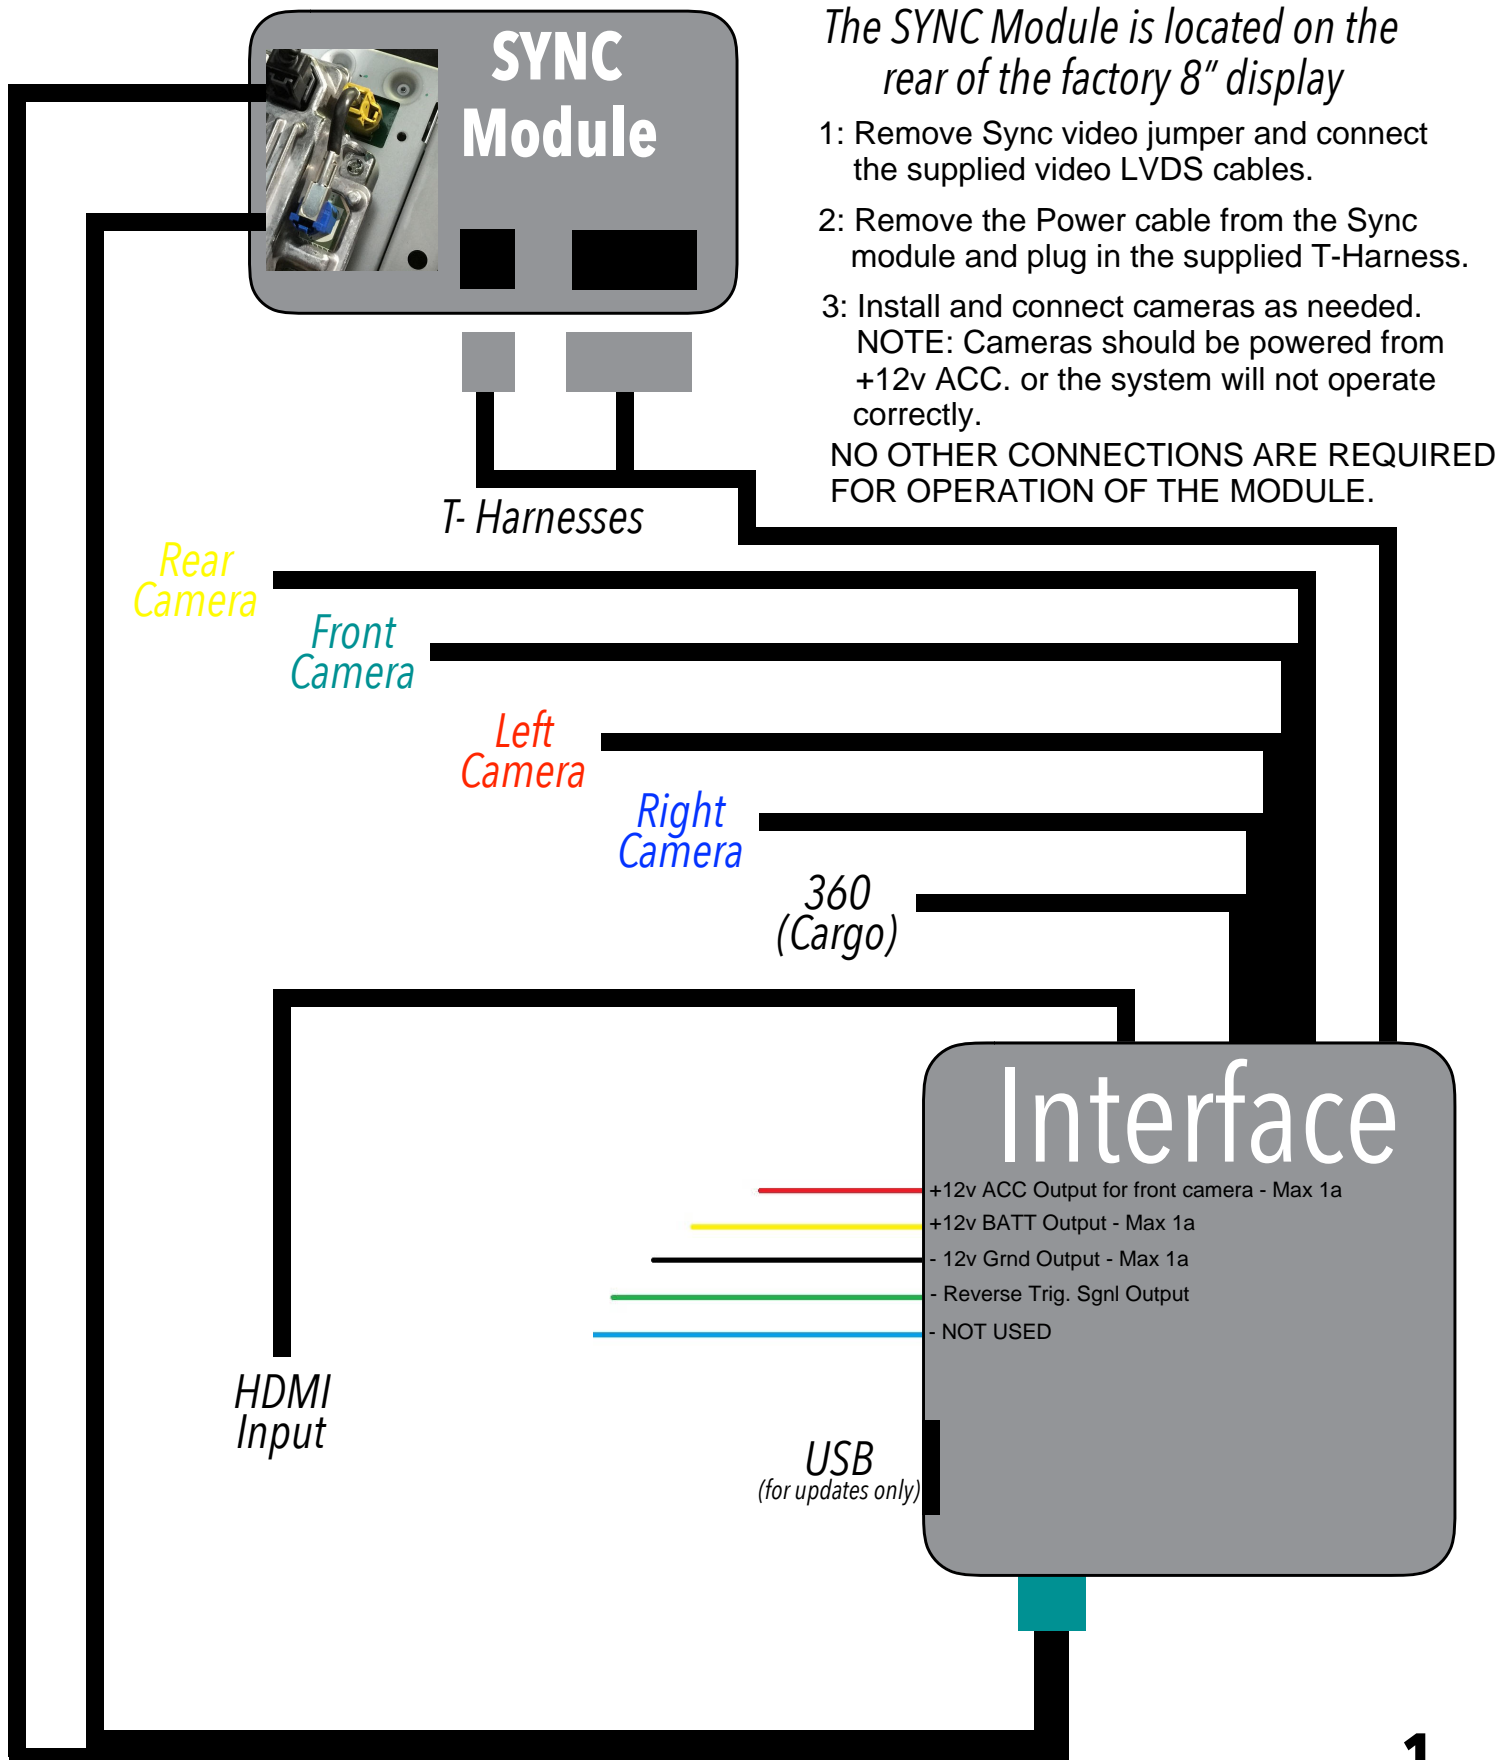 SYNC
Module
The SYNC Module is located on the
rear of the factory 8” display
1: Remove Sync video jumper and connect
the supplied video LVDS cables.
2: Remove the Power cable from the Sync
module and plug in the supplied T-Harness.
3: Install and connect cameras as needed.
NOTE: Cameras should be powered from
+12v ACC. or the system will not operate
correctly.
NO OTHER CONNECTIONS ARE REQUIRED
FOR OPERATION OF THE MODULE.
T- Harnesses
Rear
Camera
Front
Camera
Left
Camera
Right
Camera
360
(Cargo)
Interface
+12v ACC Output for front camera - Max 1a
+12v BATT Output - Max 1a
- 12v Grnd Output - Max 1a
- Reverse Trig. Sgnl Output
- NOT USED
HDMI
Input
USB
(for updates only)
1